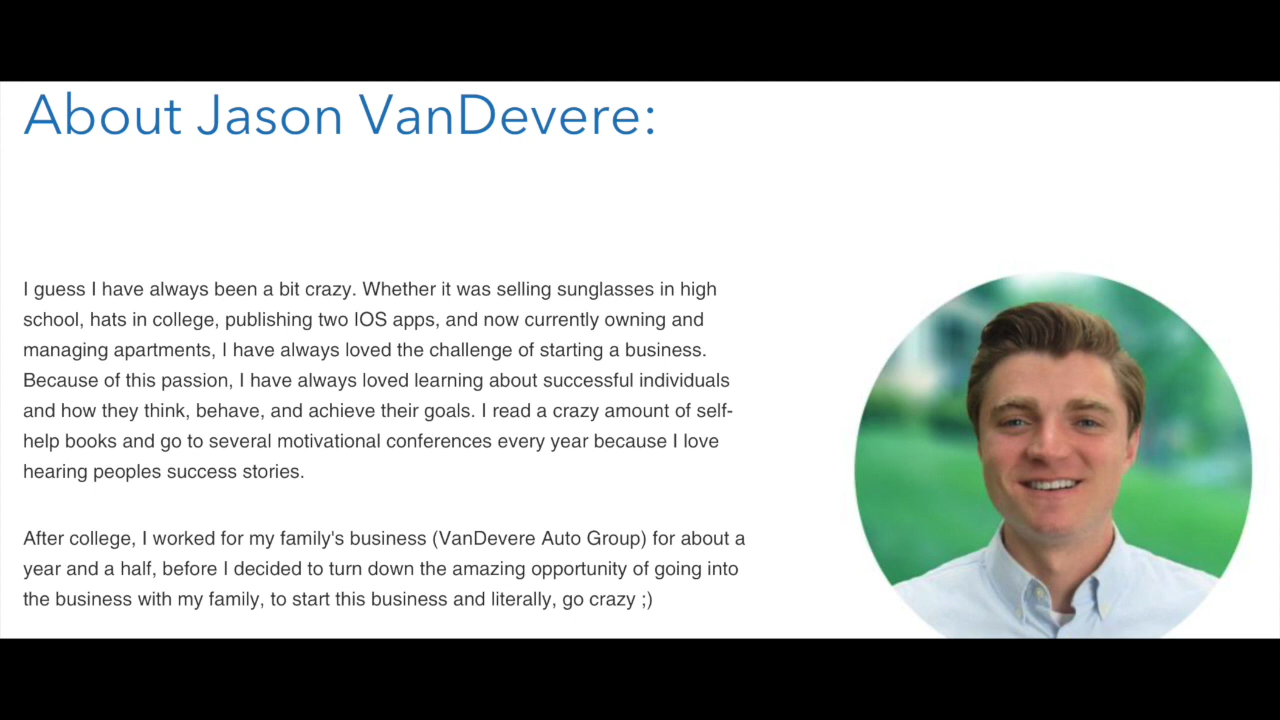 About Jason VanDevere:
I guess I have always been a bit crazy. Whether it was selling sunglasses in high
school, hats in college, publishing two IOS apps, and now currently owning and
managing apartments, I have always loved the challenge of starting a business.
Because of this passion, I have always loved learning about successful individuals
and how they think, behave, and achieve their goals. I read a crazy amount of self-
help books and go to several motivational conferences every year because I love
hearing peoples success stories.
After college, I worked for my family's business (VanDevere Auto Group) for about a
year and a half, before I decided to turn down the amazing opportunity of going into
the business with my family, to start this business and literally, go crazy ;)